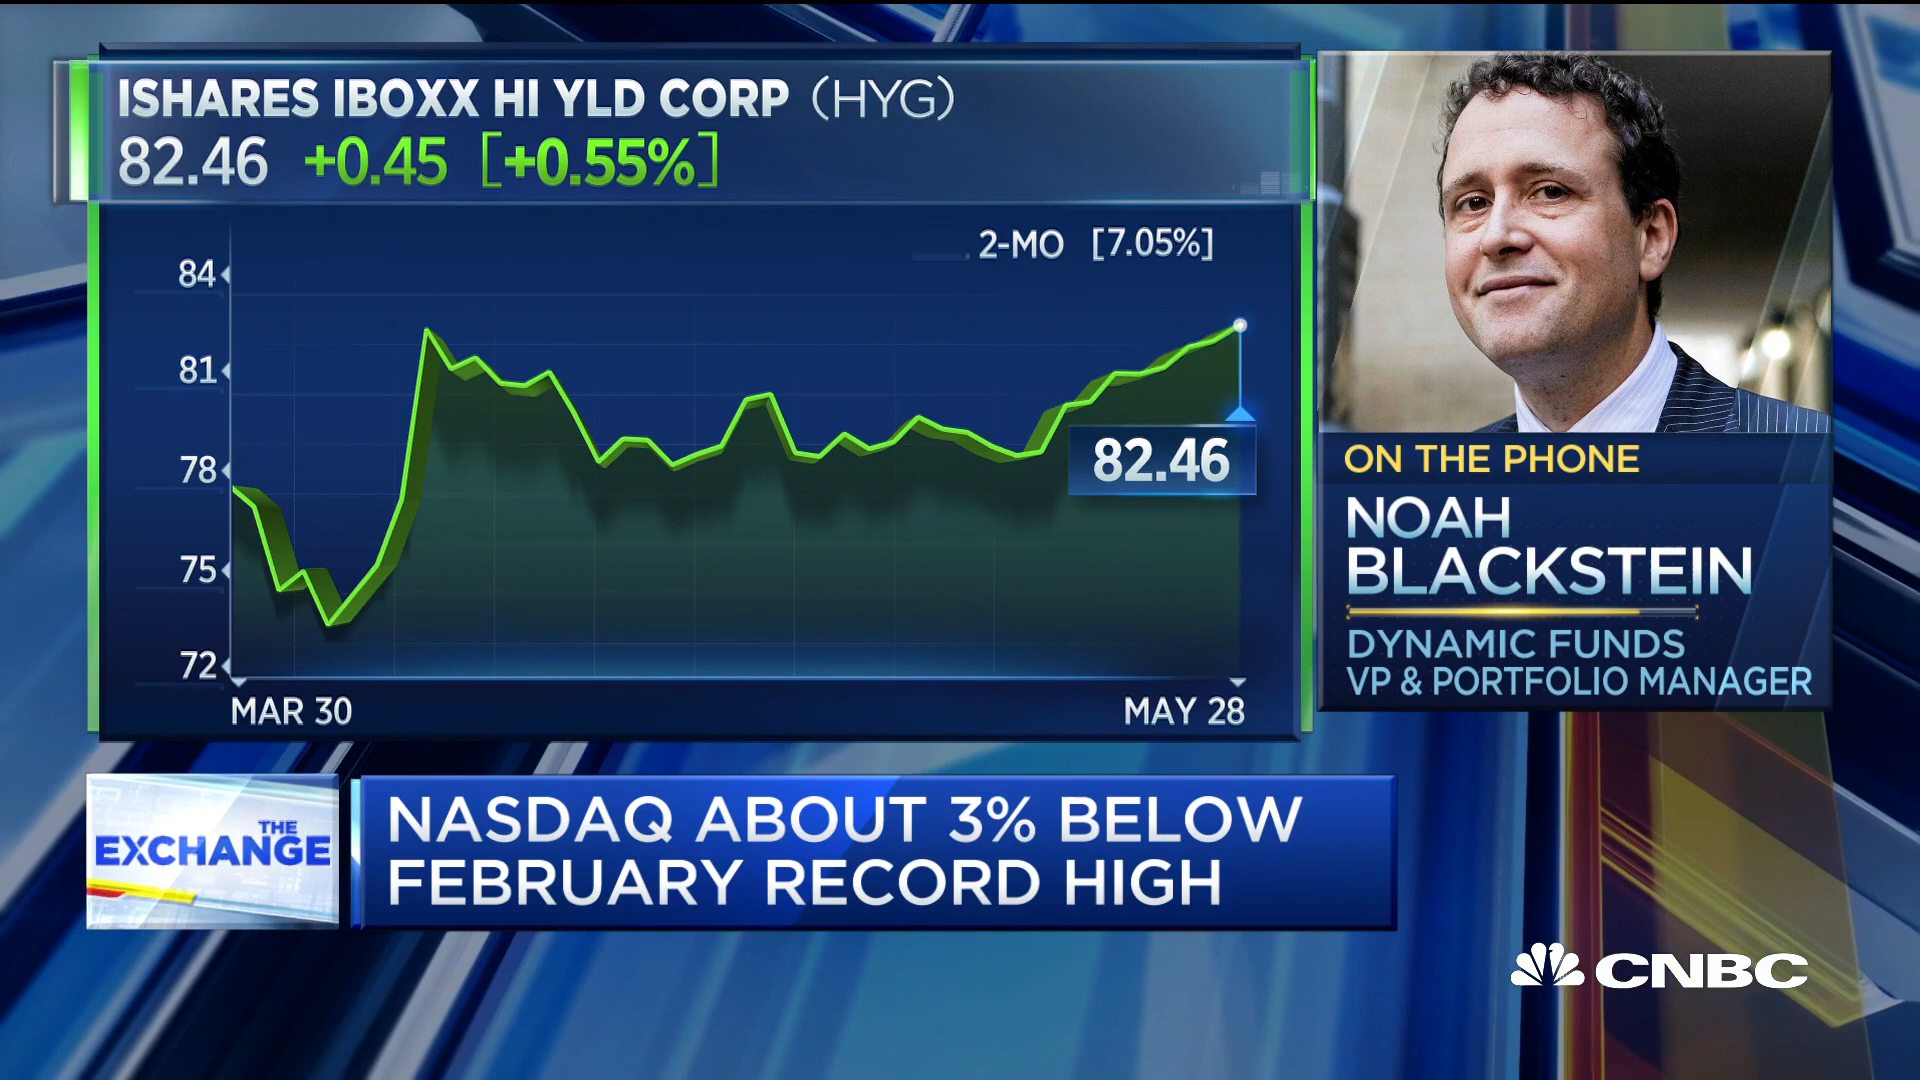 ISHARES IBOXX HI YLD CORP (HYG)
82.46 +0.45 [+0.55%]
2-MO [7.05%]
84
81
78
75
72
82.46
MAR 30
MAY 28
ON THE PHONE
NOAH
BLACKSTEIN
DYNAMIC FUNDS
VP & PORTFOLIO MANAGER
THE
EXCHANGE
NASDAQ ABOUT 3% BELOW
FEBRUARY RECORD HIGH
CNBC